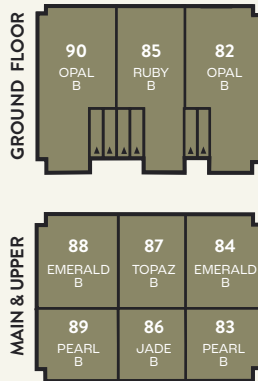 GROUND FLOOR
90
OPAL
B
85
RUBY
B
82
OPAL
B
MAIN & UPPER
88
EMERALD
B
87
TOPAZ
B
84
EMERALD
B
89
PEARL
B
86
JADE
B
83
PEARL
B